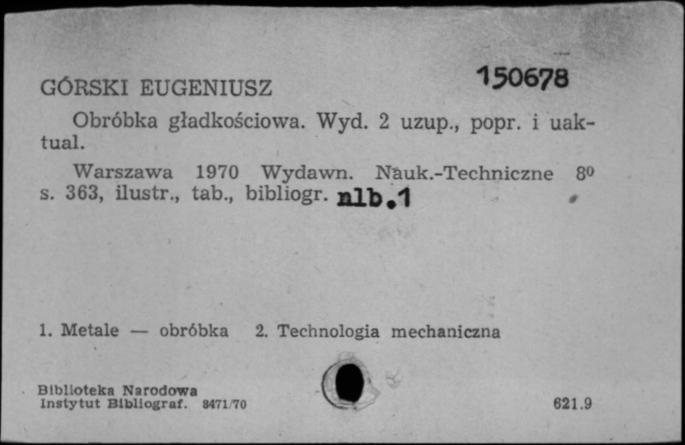 150678
GÓRSKI EUGENIUSZ
Obróbka gładkościowa. Wyd. 2 uzup., popr. i uak-
tual.
Warszawa 1970 Wydawn. Nauk.-Techniczne 8⁰
s. 363, ilustr., tab., bibliogr. nlb.1
1. Metale — obróbka 2. Technologia mechaniczna
Biblioteka Narodowa
Instytut Bibliograf. 8471/70
621.9